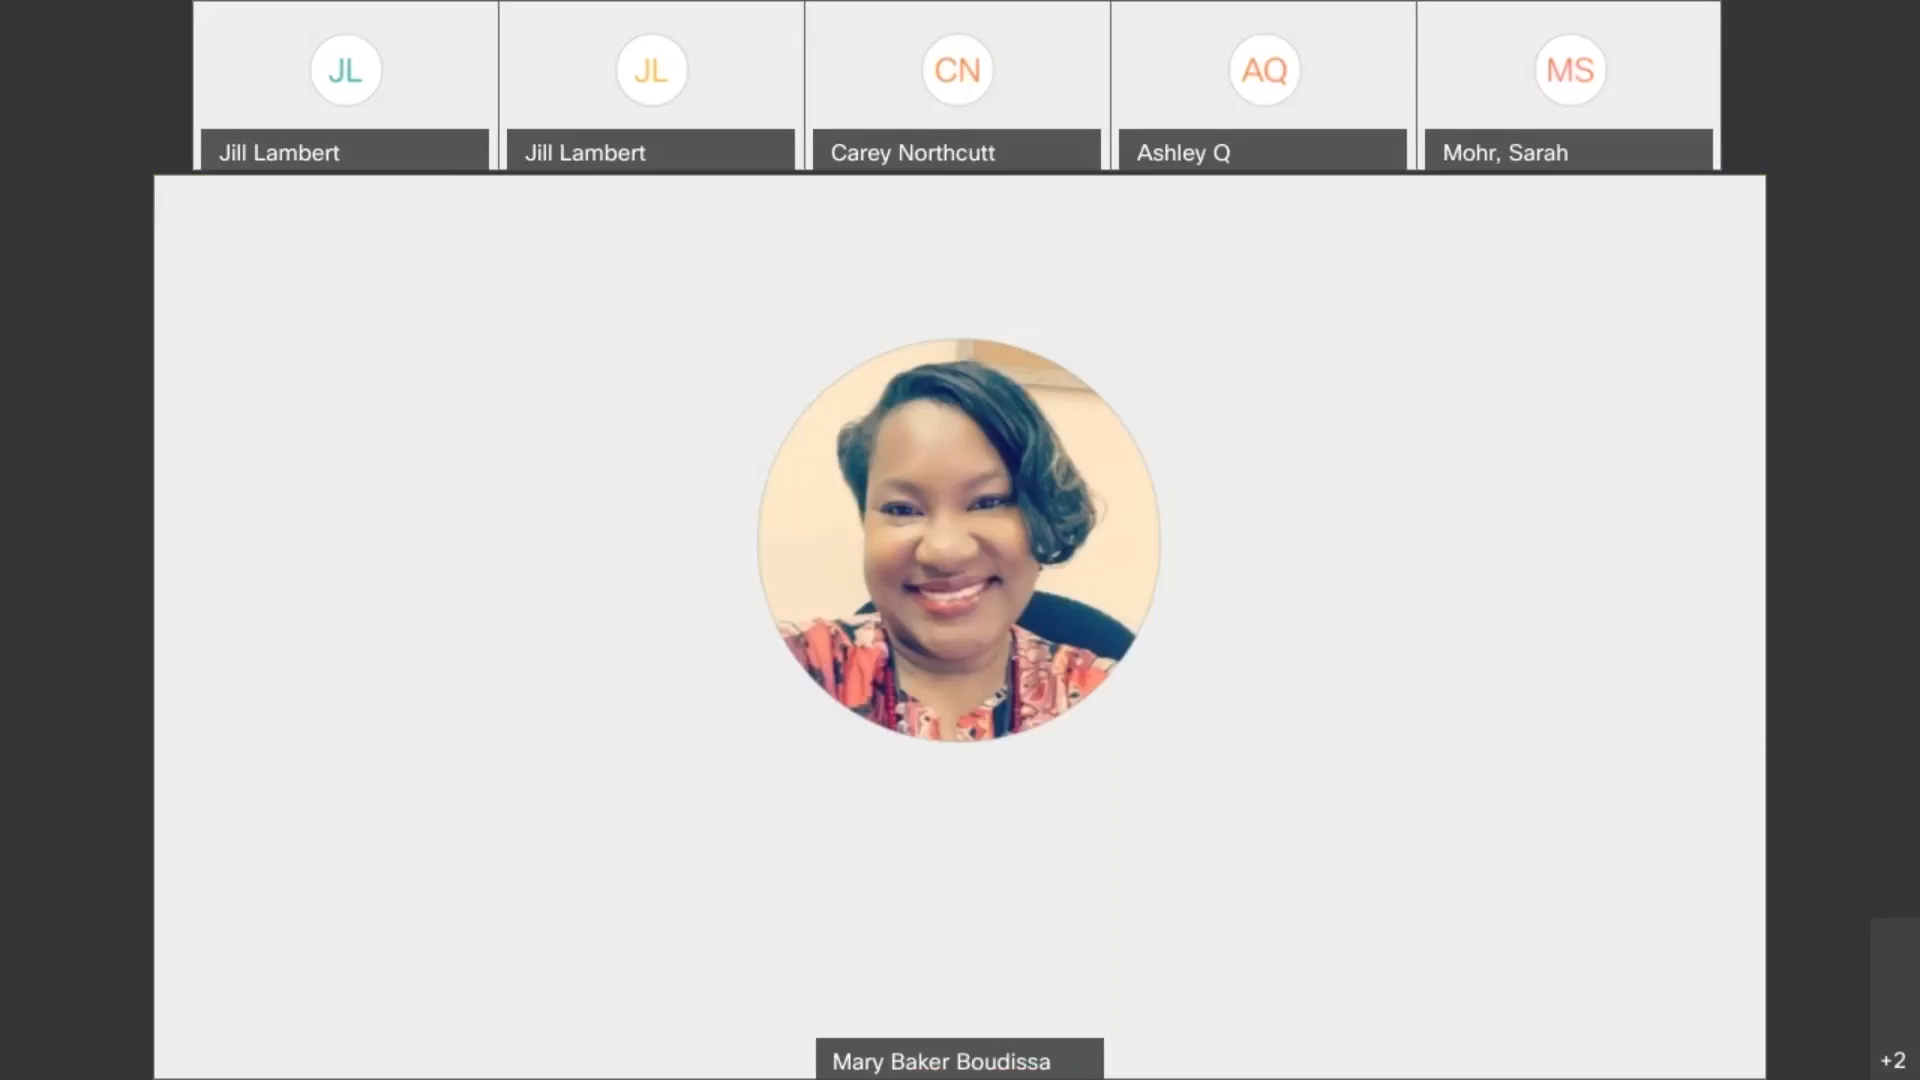 JL
JL
CN
AQ
MS
Jill Lambert
Jill Lambert
Carey Northcutt
Ashley Q
Mohr, Sarah
Mary Baker Boudissa
+2